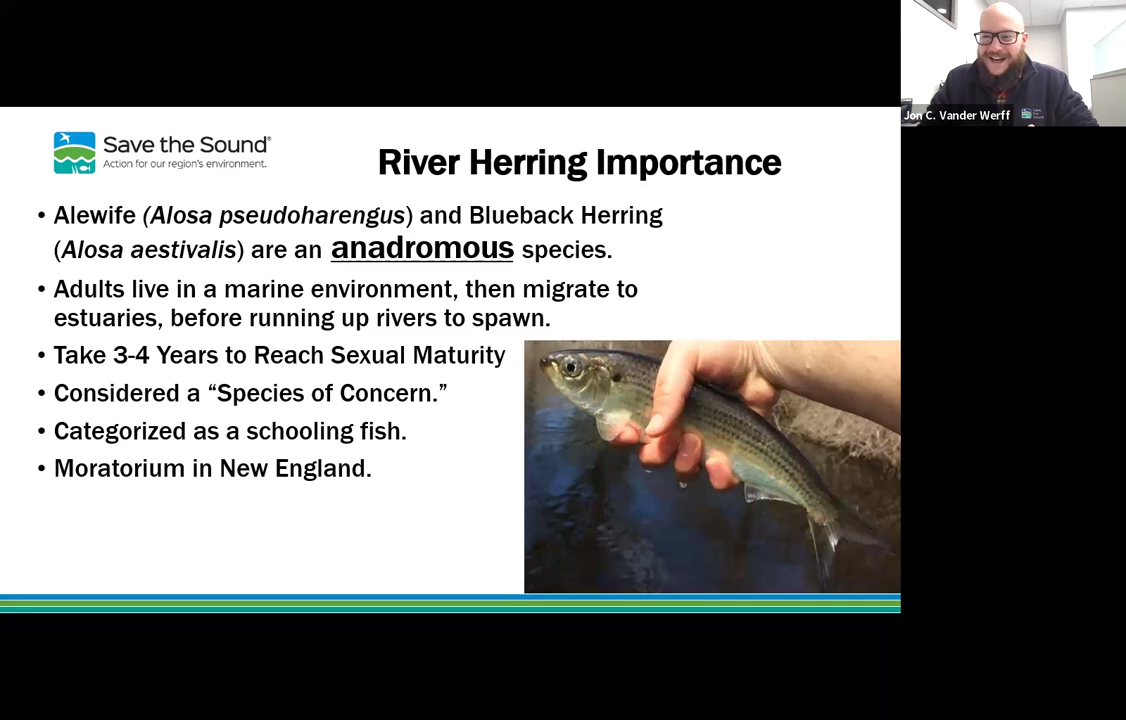 Save the Sound®
Action for our region's environment.
River Herring Importance
• Alewife (Alosa pseudoharengus) and Blueback Herring
(Alosa aestivalis) are an anadromous species.
• Adults live in a marine environment, then migrate to
estuaries, before running up rivers to spawn.
• Take 3-4 Years to Reach Sexual Maturity
• Considered a “Species of Concern.”
• Categorized as a schooling fish.
• Moratorium in New England.
Jon C. Vander Werff